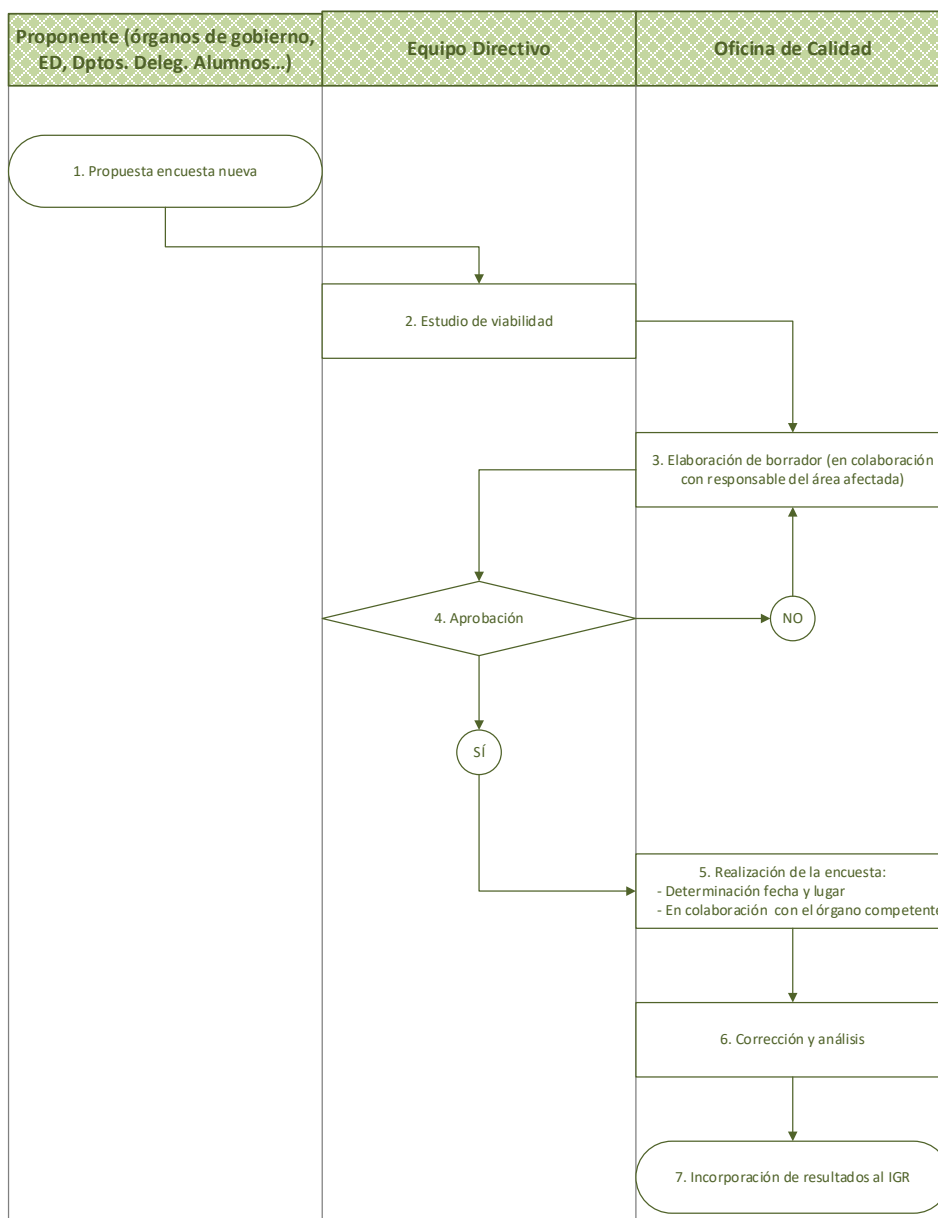 Proponente (órganos de gobierno,
ED, Dptos. Deleg. Alumnos…)
Equipo Directivo
Oficina de Calidad
1. Propuesta encuesta nueva
2. Estudio de viabilidad
3. Elaboración de borrador (en colaboración
con responsable del área afectada)
4. Aprobación
NO
SÍ
5. Realización de la encuesta:
- Determinación fecha y lugar
- En colaboración con el órgano competente
6. Corrección y análisis
7. Incorporación de resultados al IGR